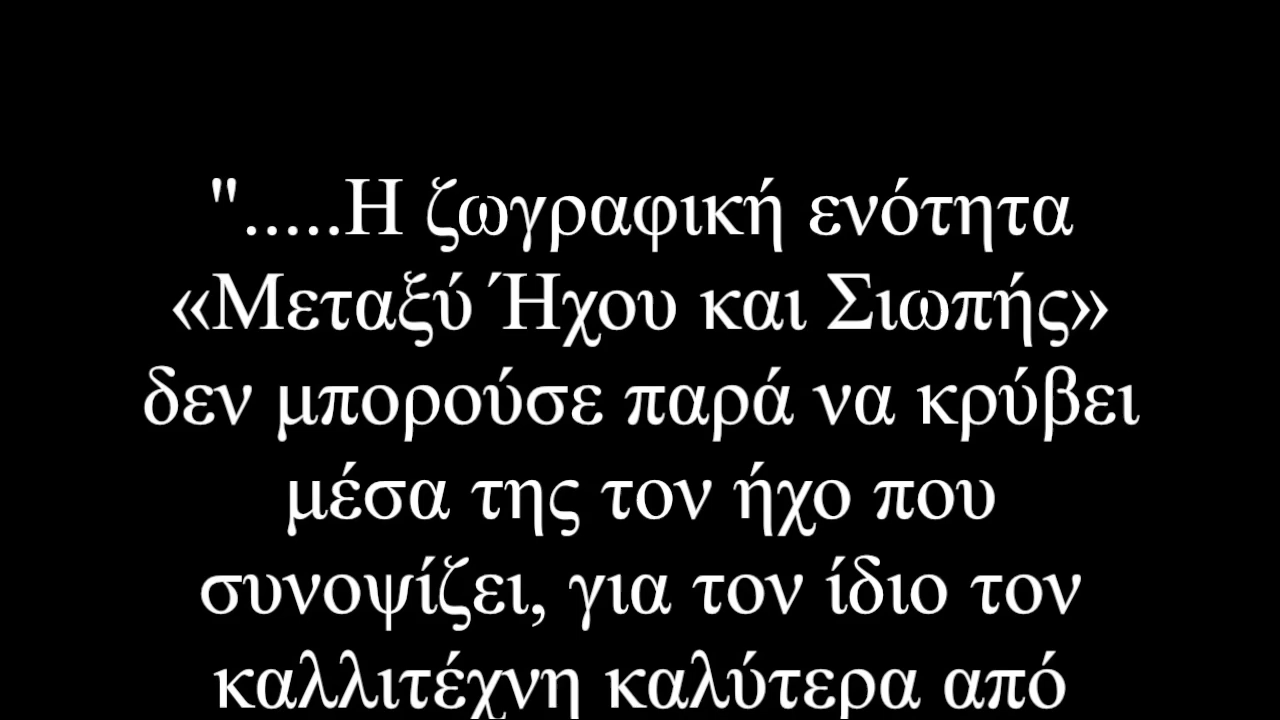 ".....Η ζωγραφική ενότητα
«Μεταξύ Ήχου και Σιωπής»
δεν μπορούσε παρά να κρύβει
μέσα της τον ήχο που
συνοψίζει, για τον ίδιο τον
καλλιτέχνη καλύτερα από